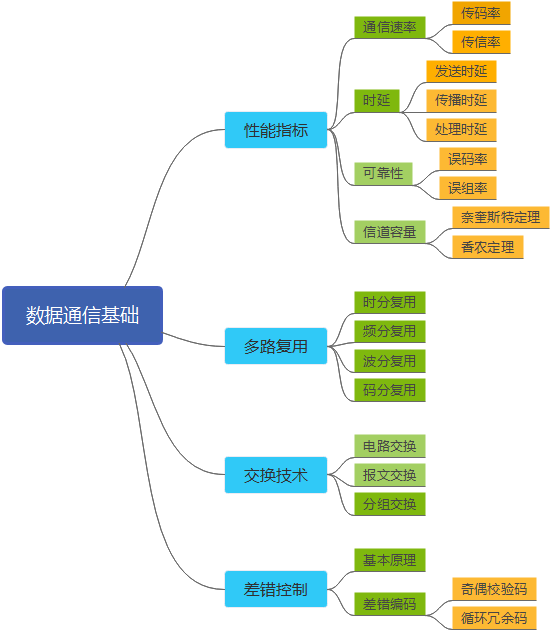 数据通信基础
性能指标
通信速率
传码率
传信率
时延
发送时延
传播时延
处理时延
可靠性
误码率
误组率
信道容量
奈奎斯特定理
香农定理
多路复用
时分复用
频分复用
波分复用
码分复用
交换技术
电路交换
报文交换
分组交换
差错控制
基本原理
差错编码
奇偶校验码
循环冗余码